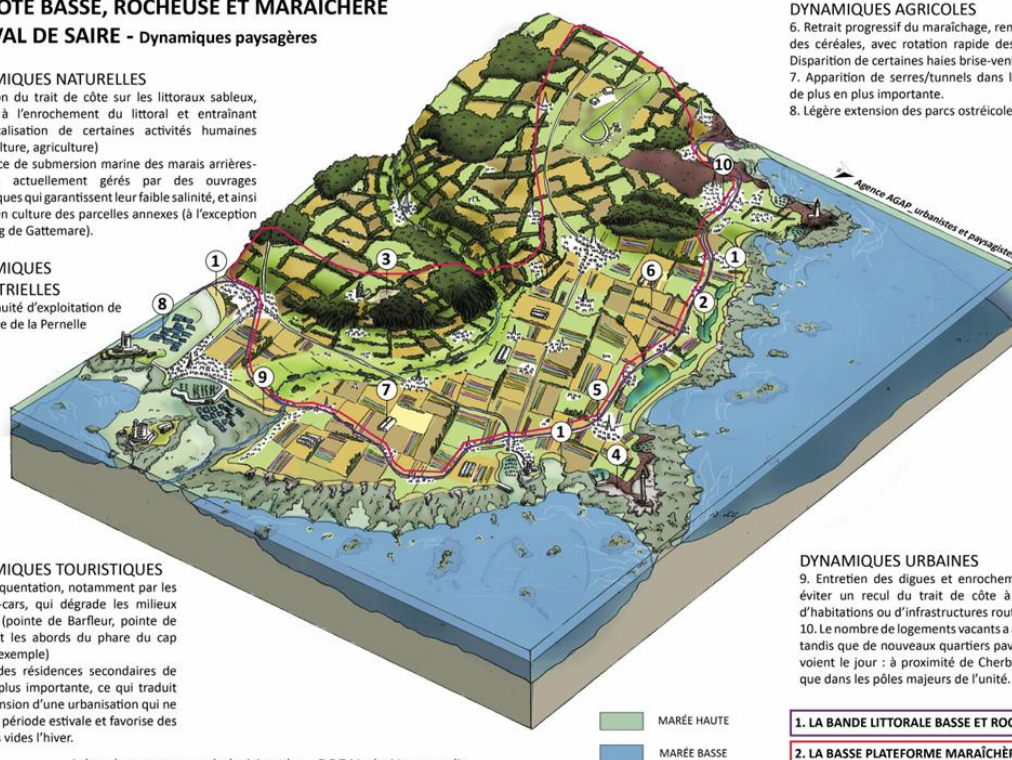 OTE BASSE, ROCHEUSE ET MARAICHERE
VAL DE SAIRE - Dynamiques paysagères
MIQUES NATURELLES
on du trait de côte sur les littoraux sableux,
à l'enrochement du littoral et entraînant
calisation de certaines activités humaines
lture, agriculture)
ce de submersion marine des marais arrières-
actuellement gérés par des ouvrages
ques qui garantissent leur faible salinité, et ainsi
en culture des parcelles annexes (à l'exception
g de Gattemare).
MIQUES
TRIELLES
nuité d'exploitation de
re de la Pernelle
DYNAMIQUES AGRICOLES
6. Retrait progressif du maraîchage, ren
des céréales, avec rotation rapide des
Disparition de certaines haies brise-ven
7. Apparition de serres/tunnels dans l
de plus en plus importante.
8. Légère extension des parcs ostréicole
Agence AGAP_urbanistes et paysagistes
10
1
3
1
6
8
2
9
7
5
1
4
MIQUES TOURISTIQUES
quentation, notamment par les
-cars, qui dégrade les milieux
(pointe de Barfleur, pointe de
t les abords du phare du cap
exemple)
des résidences secondaires de
plus importante, ce qui traduit
nsion d'une urbanisation qui ne
période estivale et favorise des
s vides l'hiver.
DYNAMIQUES URBAINES
9. Entretien des digues et enrochem
éviter un recul du trait de côte à
d'habitations ou d'infrastructures rout
10. Le nombre de logements vacants a
tandis que de nouveaux quartiers pav
voient le jour : à proximité de Cherb
que dans les pôles majeurs de l'unité.
MARÉE HAUTE
MARÉE BASSE
1. LA BANDE LITTORALE BASSE ET ROC
2. LA BASSE PLATEFORME MARAÎCHÈR